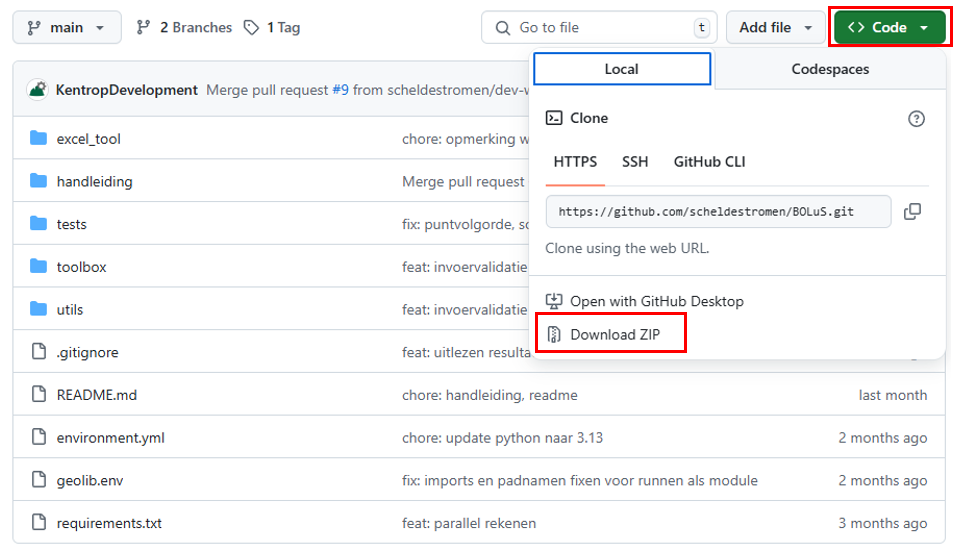 main 2 Branches 1 Tag Go to file t Add file Code
Local Codespaces
KentropDevelopment Merge pull request #9 from scheldestromen/dev-
Clone
excel_tool chore: opmerking
HTTPS SSH GitHub CLI
handleiding Merge pull request
https://github.com/scheldestromen/BOLuS.git
tests fix: puntvolgorde,
Clone using the web URL.
toolbox feat: invoervalidatie
Open with GitHub Desktop
utils feat: invoervalidatie
Download ZIP
.gitignore feat: uitlezen
README.md chore: handleiding, readme last month
environment.yml chore: update python naar 3.13 2 months ago
geolib.env fix: imports en padnamen fixen voor runnen als module 2 months ago
requirements.txt feat: parallel rekenen 3 months ago